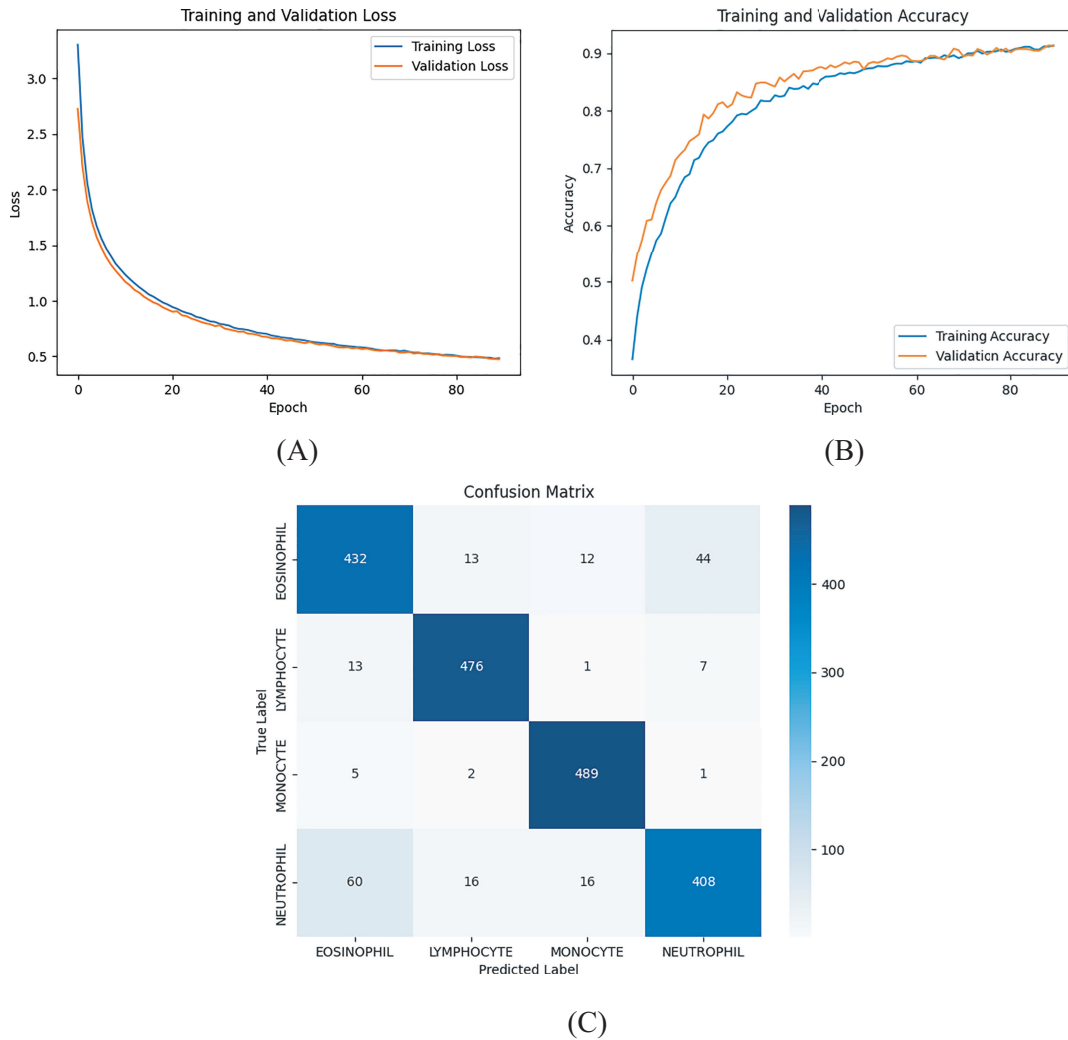 Training and Validation Loss
Training Loss
Validation Loss
3.0
2.5
2.0
1.5
1.0
0.5
Loss
0 20 40 60 80
Epoch
(A)
Training and Validation Accuracy
0.9
0.8
0.7
0.6
0.5
0.4
Accuracy
Training Accuracy
Validation Accuracy
0 20 40 60 80
Epoch
(B)
Confusion Matrix
True Label
EOSINOPHIL 432 13 12 44
LYMPHOCYTE 13 476 1 7
MONOCYTE 5 2 489 1
NEUTROPHIL 60 16 16 408
EOSINOPHIL LYMPHOCYTE MONOCYTE NEUTROPHIL
Predicted Label
400
300
200
100
(C)